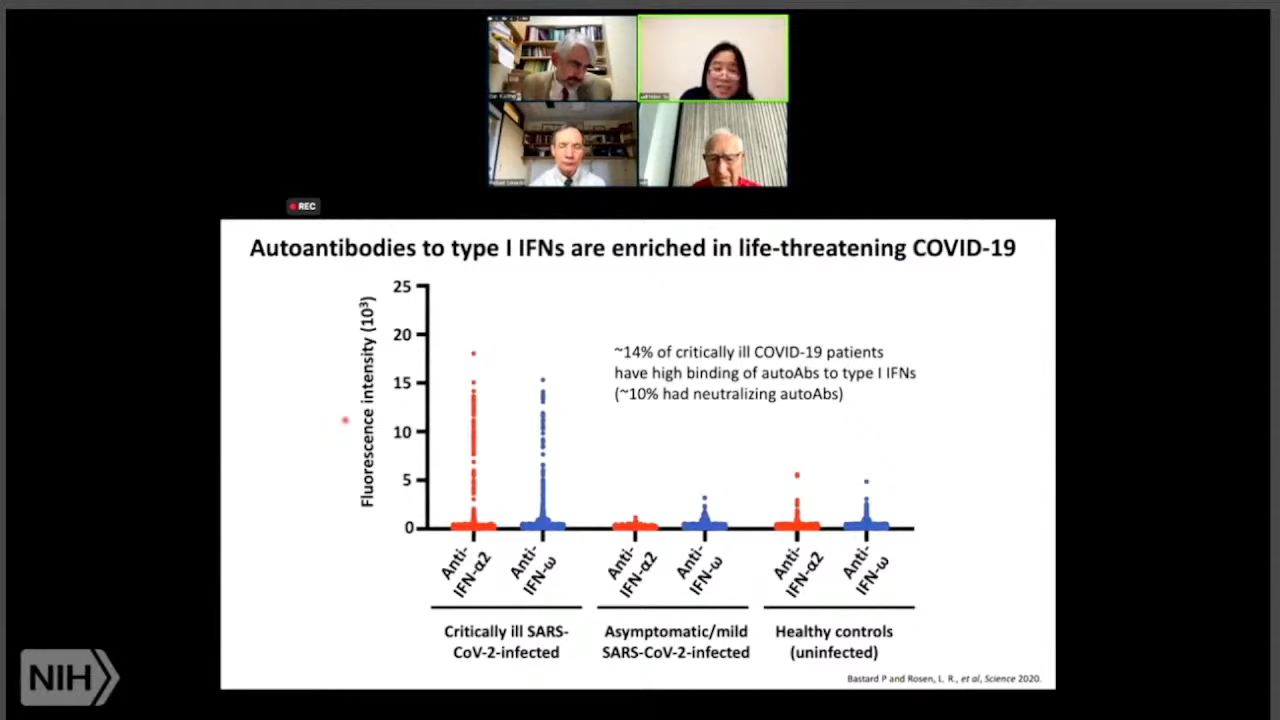 REC
Autoantibodies to type I IFNs are enriched in life-threatening COVID-19
Fluorescence intensity (10³)
25
20
15
10
5
0
~14% of critically ill COVID-19 patients
have high binding of autoAbs to type I IFNs
(~10% had neutralizing autoAbs)
Anti-
IFN-α2
Anti-
IFN-ω
Anti-
IFN-α2
Anti-
IFN-ω
Anti-
IFN-α2
Anti-
IFN-ω
Critically ill SARS-
CoV-2-infected
Asymptomatic/mild
SARS-CoV-2-infected
Healthy controls
(uninfected)
Bastard P and Rosen, L. R., et al, Science 2020.
NIH